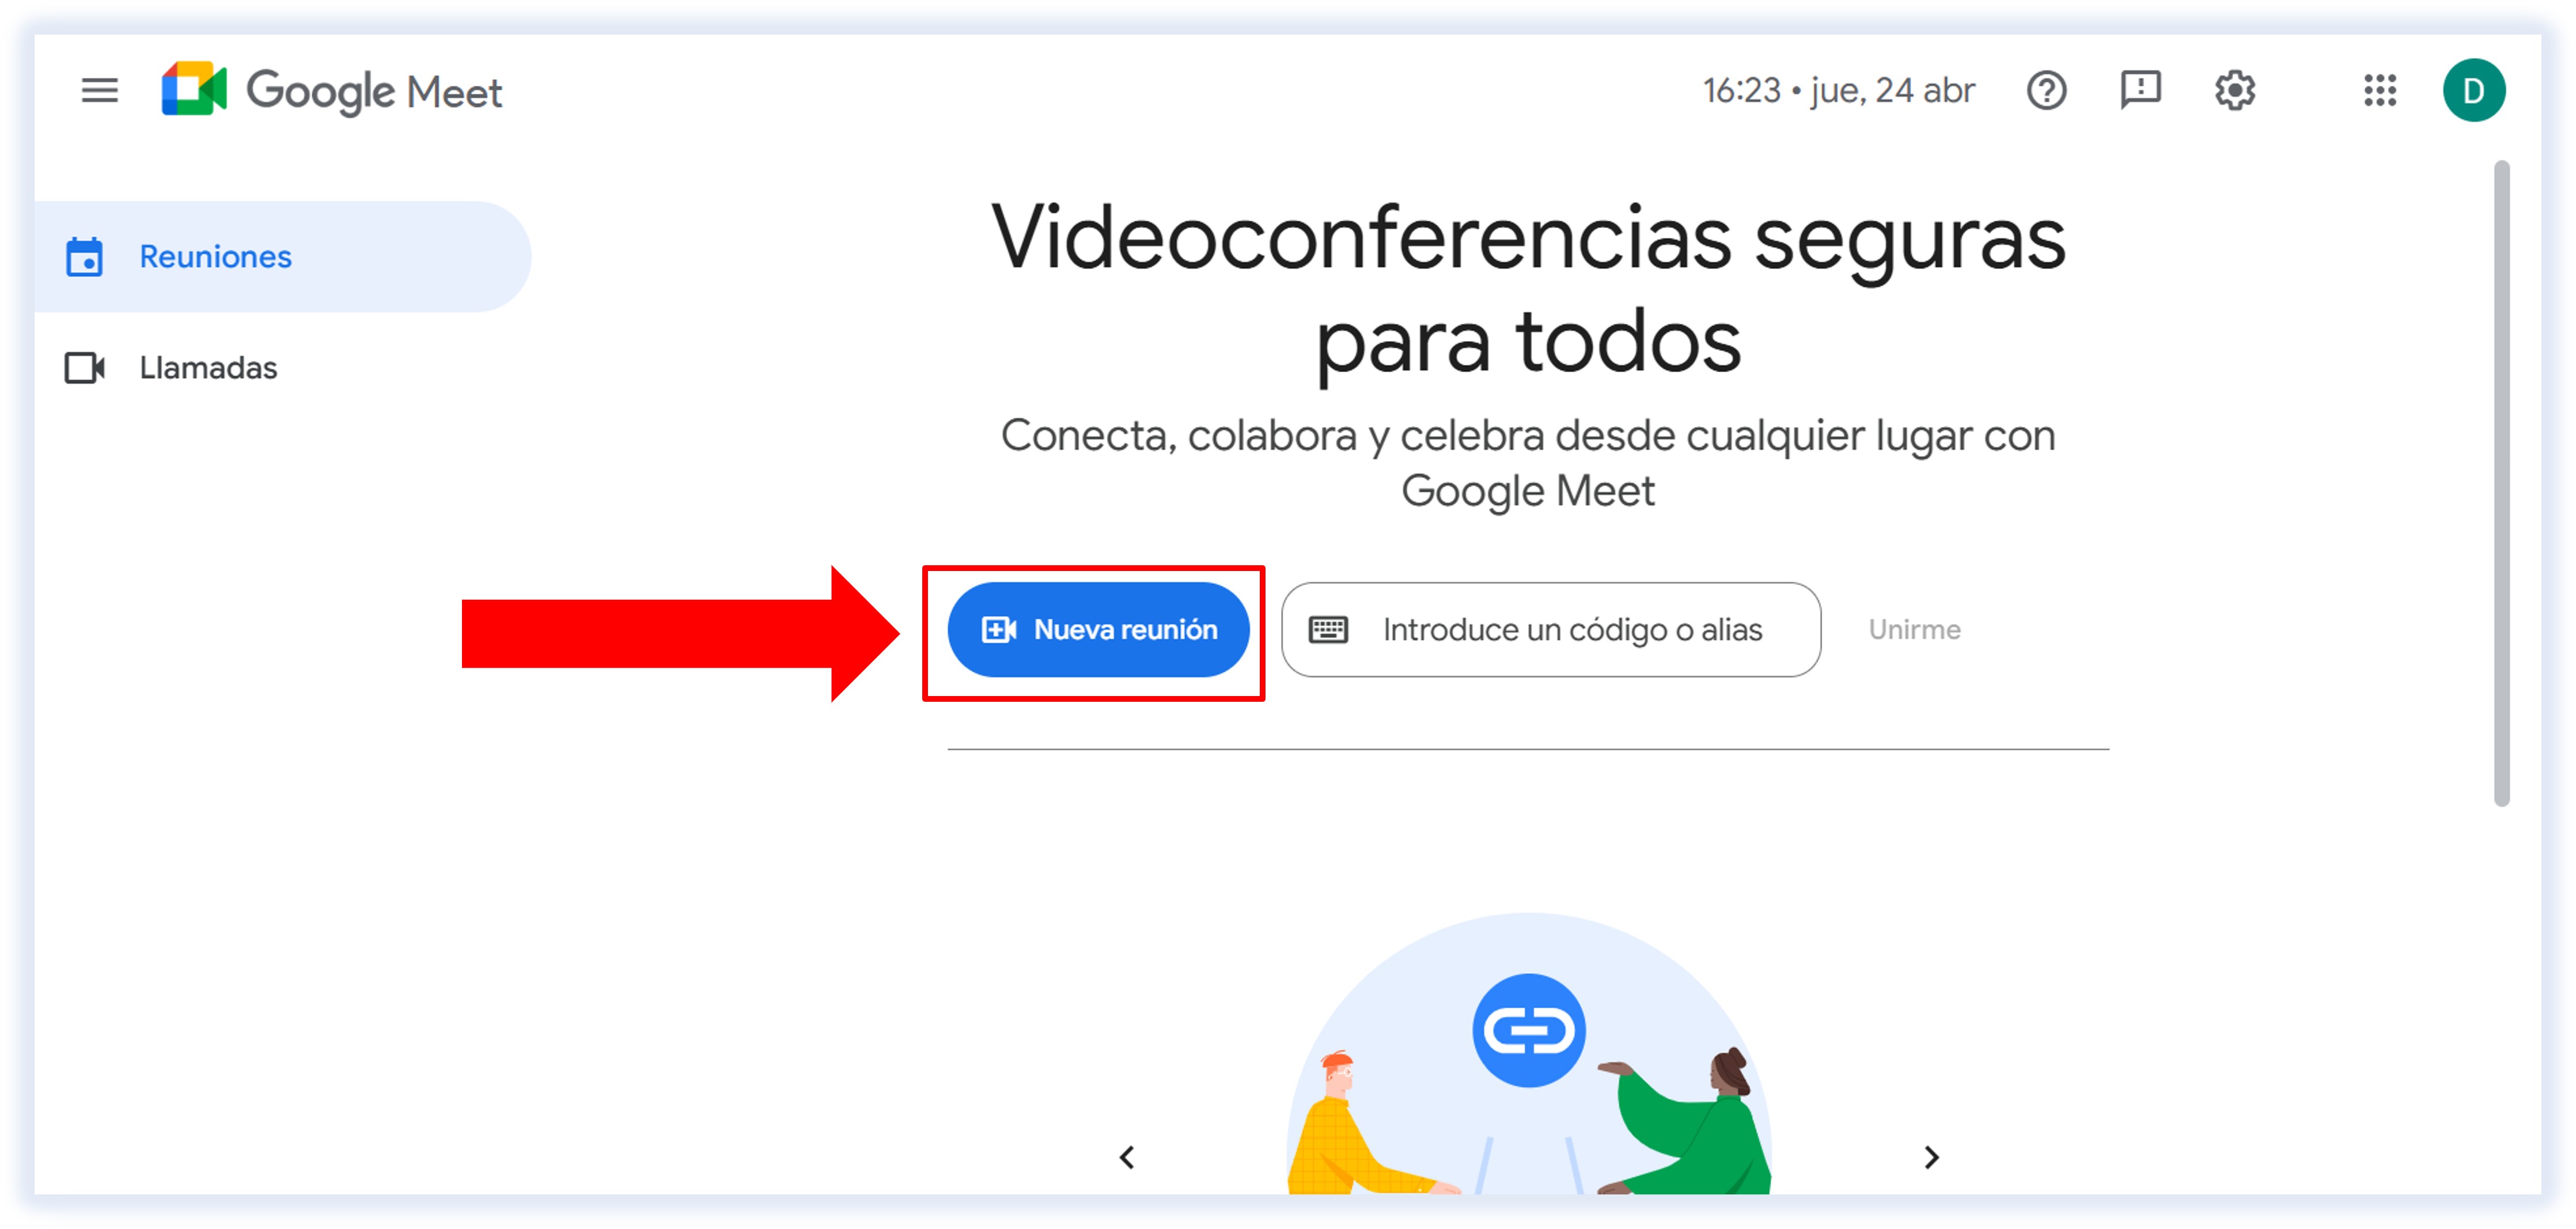 Google Meet
16:23 • jue, 24 abr
D
Reuniones
Llamadas
Videoconferencias seguras
para todos
Conecta, colabora y celebra desde cualquier lugar con
Google Meet
Nueva reunión
Introduce un código o alias
Unirme